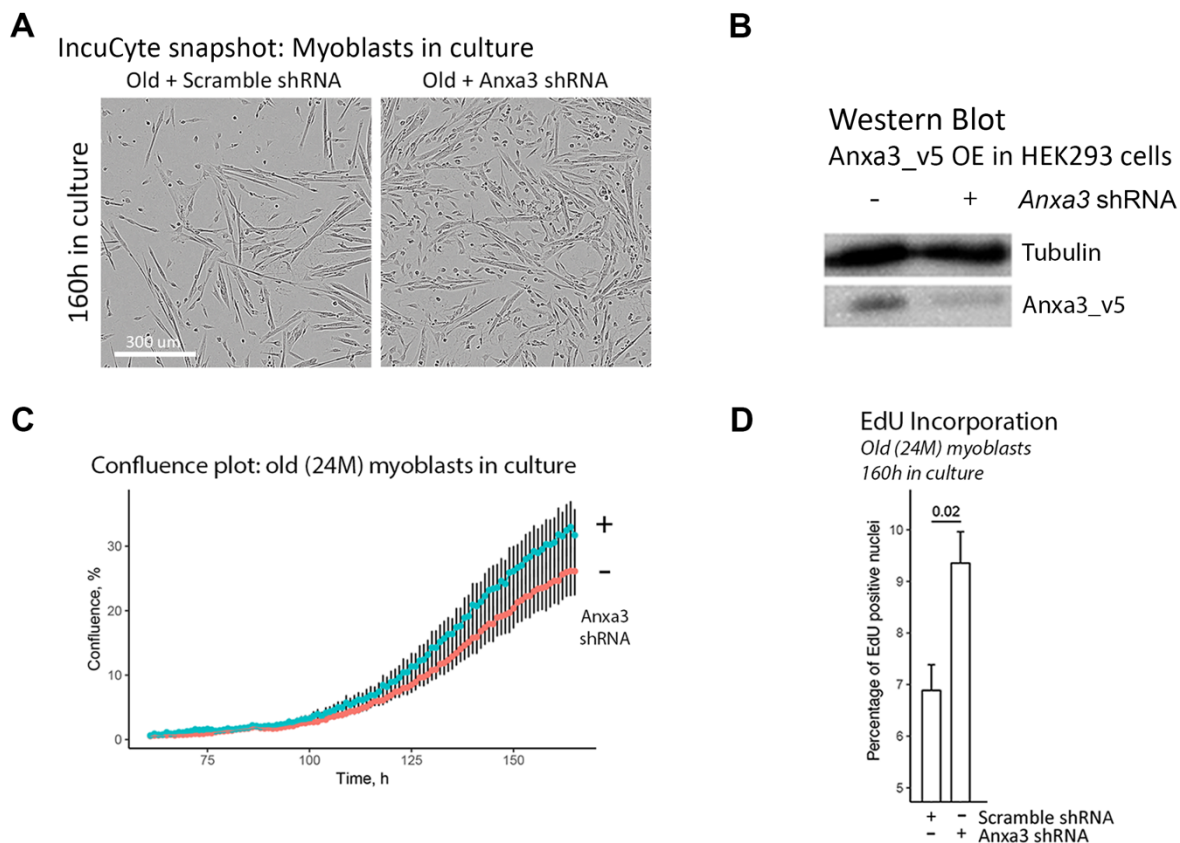 A
IncuCyte snapshot: Myoblasts in culture
Old + Scramble shRNA
Old + Anxa3 shRNA
160h in culture
300 um
B
Western Blot
Anxa3_v5 OE in HEK293 cells
- + Anxa3 shRNA
Tubulin
Anxa3_v5
C
Confluence plot: old (24M) myoblasts in culture
Confluence, %
30
20
10
0
75 100 125 150
Time, h
+
-
Anxa3
shRNA
D
EdU Incorporation
Old (24M) myoblasts
160h in culture
Percentage of EdU positive nuclei
0.02
10
9
8
7
6
5
+ - Scramble shRNA
- + Anxa3 shRNA